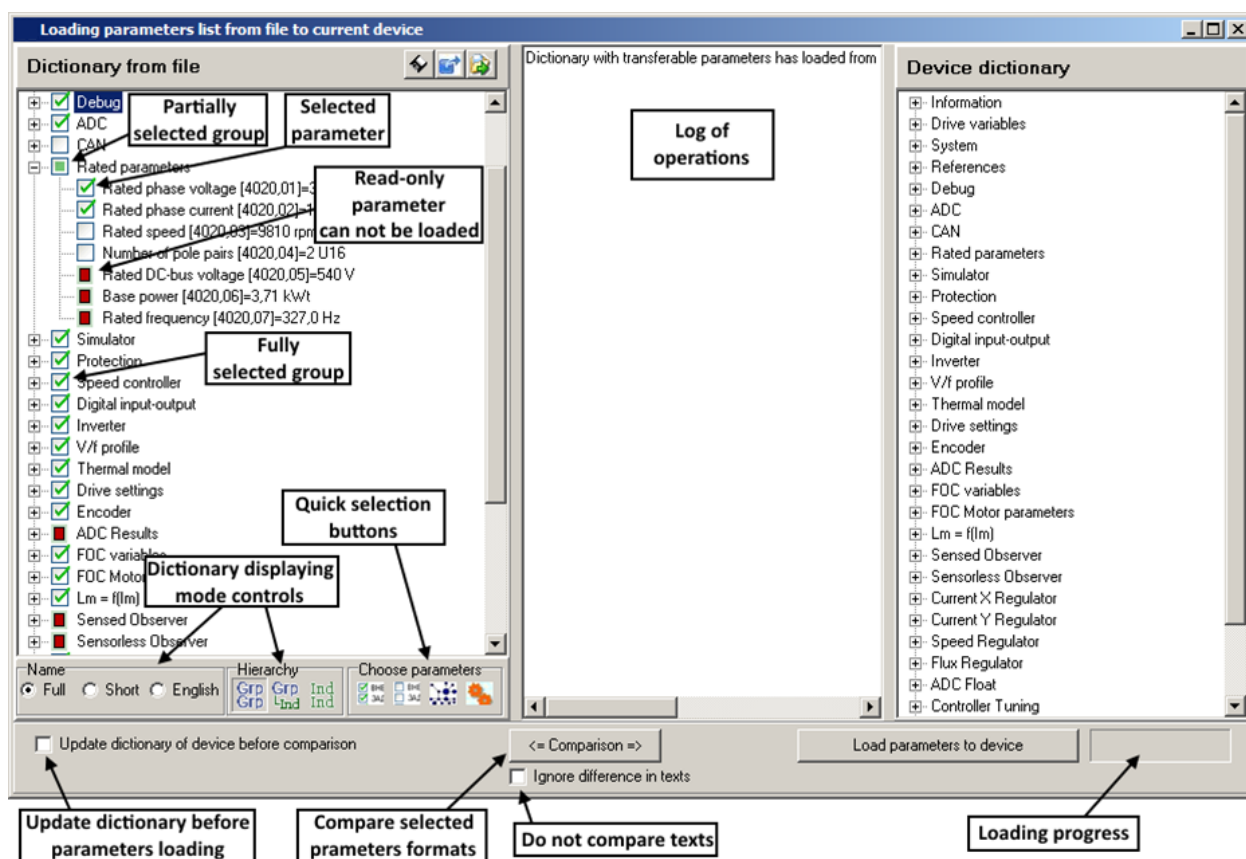 Loading parameters list from file to current device
Dictionary from file
Debug
ADC
CAN
Rated parameters
Rated phase voltage [4020,01]=3
Rated phase current [4020,02]=1
Rated speed [4020,03]=9810 rpm
Number of pole pairs [4020,04]=2 U16
Rated DC-bus voltage [4020,05]=540 V
Base power [4020,06]=3,71 kWt
Rated frequency [4020,07]=327,0 Hz
Simulator
Protection
Speed controller
Digital input-output
Inverter
V/f profile
Thermal model
Drive settings
Encoder
ADC Results
FOC variables
FOC Motor
Lm = f(Im)
Sensed Observer
Sensorless Observer
Partially
selected group
Selected
parameter
Read-only
parameter
can not be loaded
Fully
selected group
Quick selection
buttons
Dictionary displaying
mode controls
Name
Full Short English
Hierarchy
Grp Grp Ind
Grp Ind Ind
Choose parameters
Dictionary with transferable parameters has loaded from
Log of
operations
Device dictionary
Information
Drive variables
System
References
Debug
ADC
CAN
Rated parameters
Simulator
Protection
Speed controller
Digital input-output
Inverter
V/f profile
Thermal model
Drive settings
Encoder
ADC Results
FOC variables
FOC Motor parameters
Lm = f(Im)
Sensed Observer
Sensorless Observer
Current X Regulator
Current Y Regulator
Speed Regulator
Flux Regulator
ADC Float
Controller Tuning
Update dictionary of device before comparison
<= Comparison =>
Ignore difference in texts
Load parameters to device
Update dictionary before
parameters loading
Compare selected
prameters formats
Do not compare texts
Loading progress